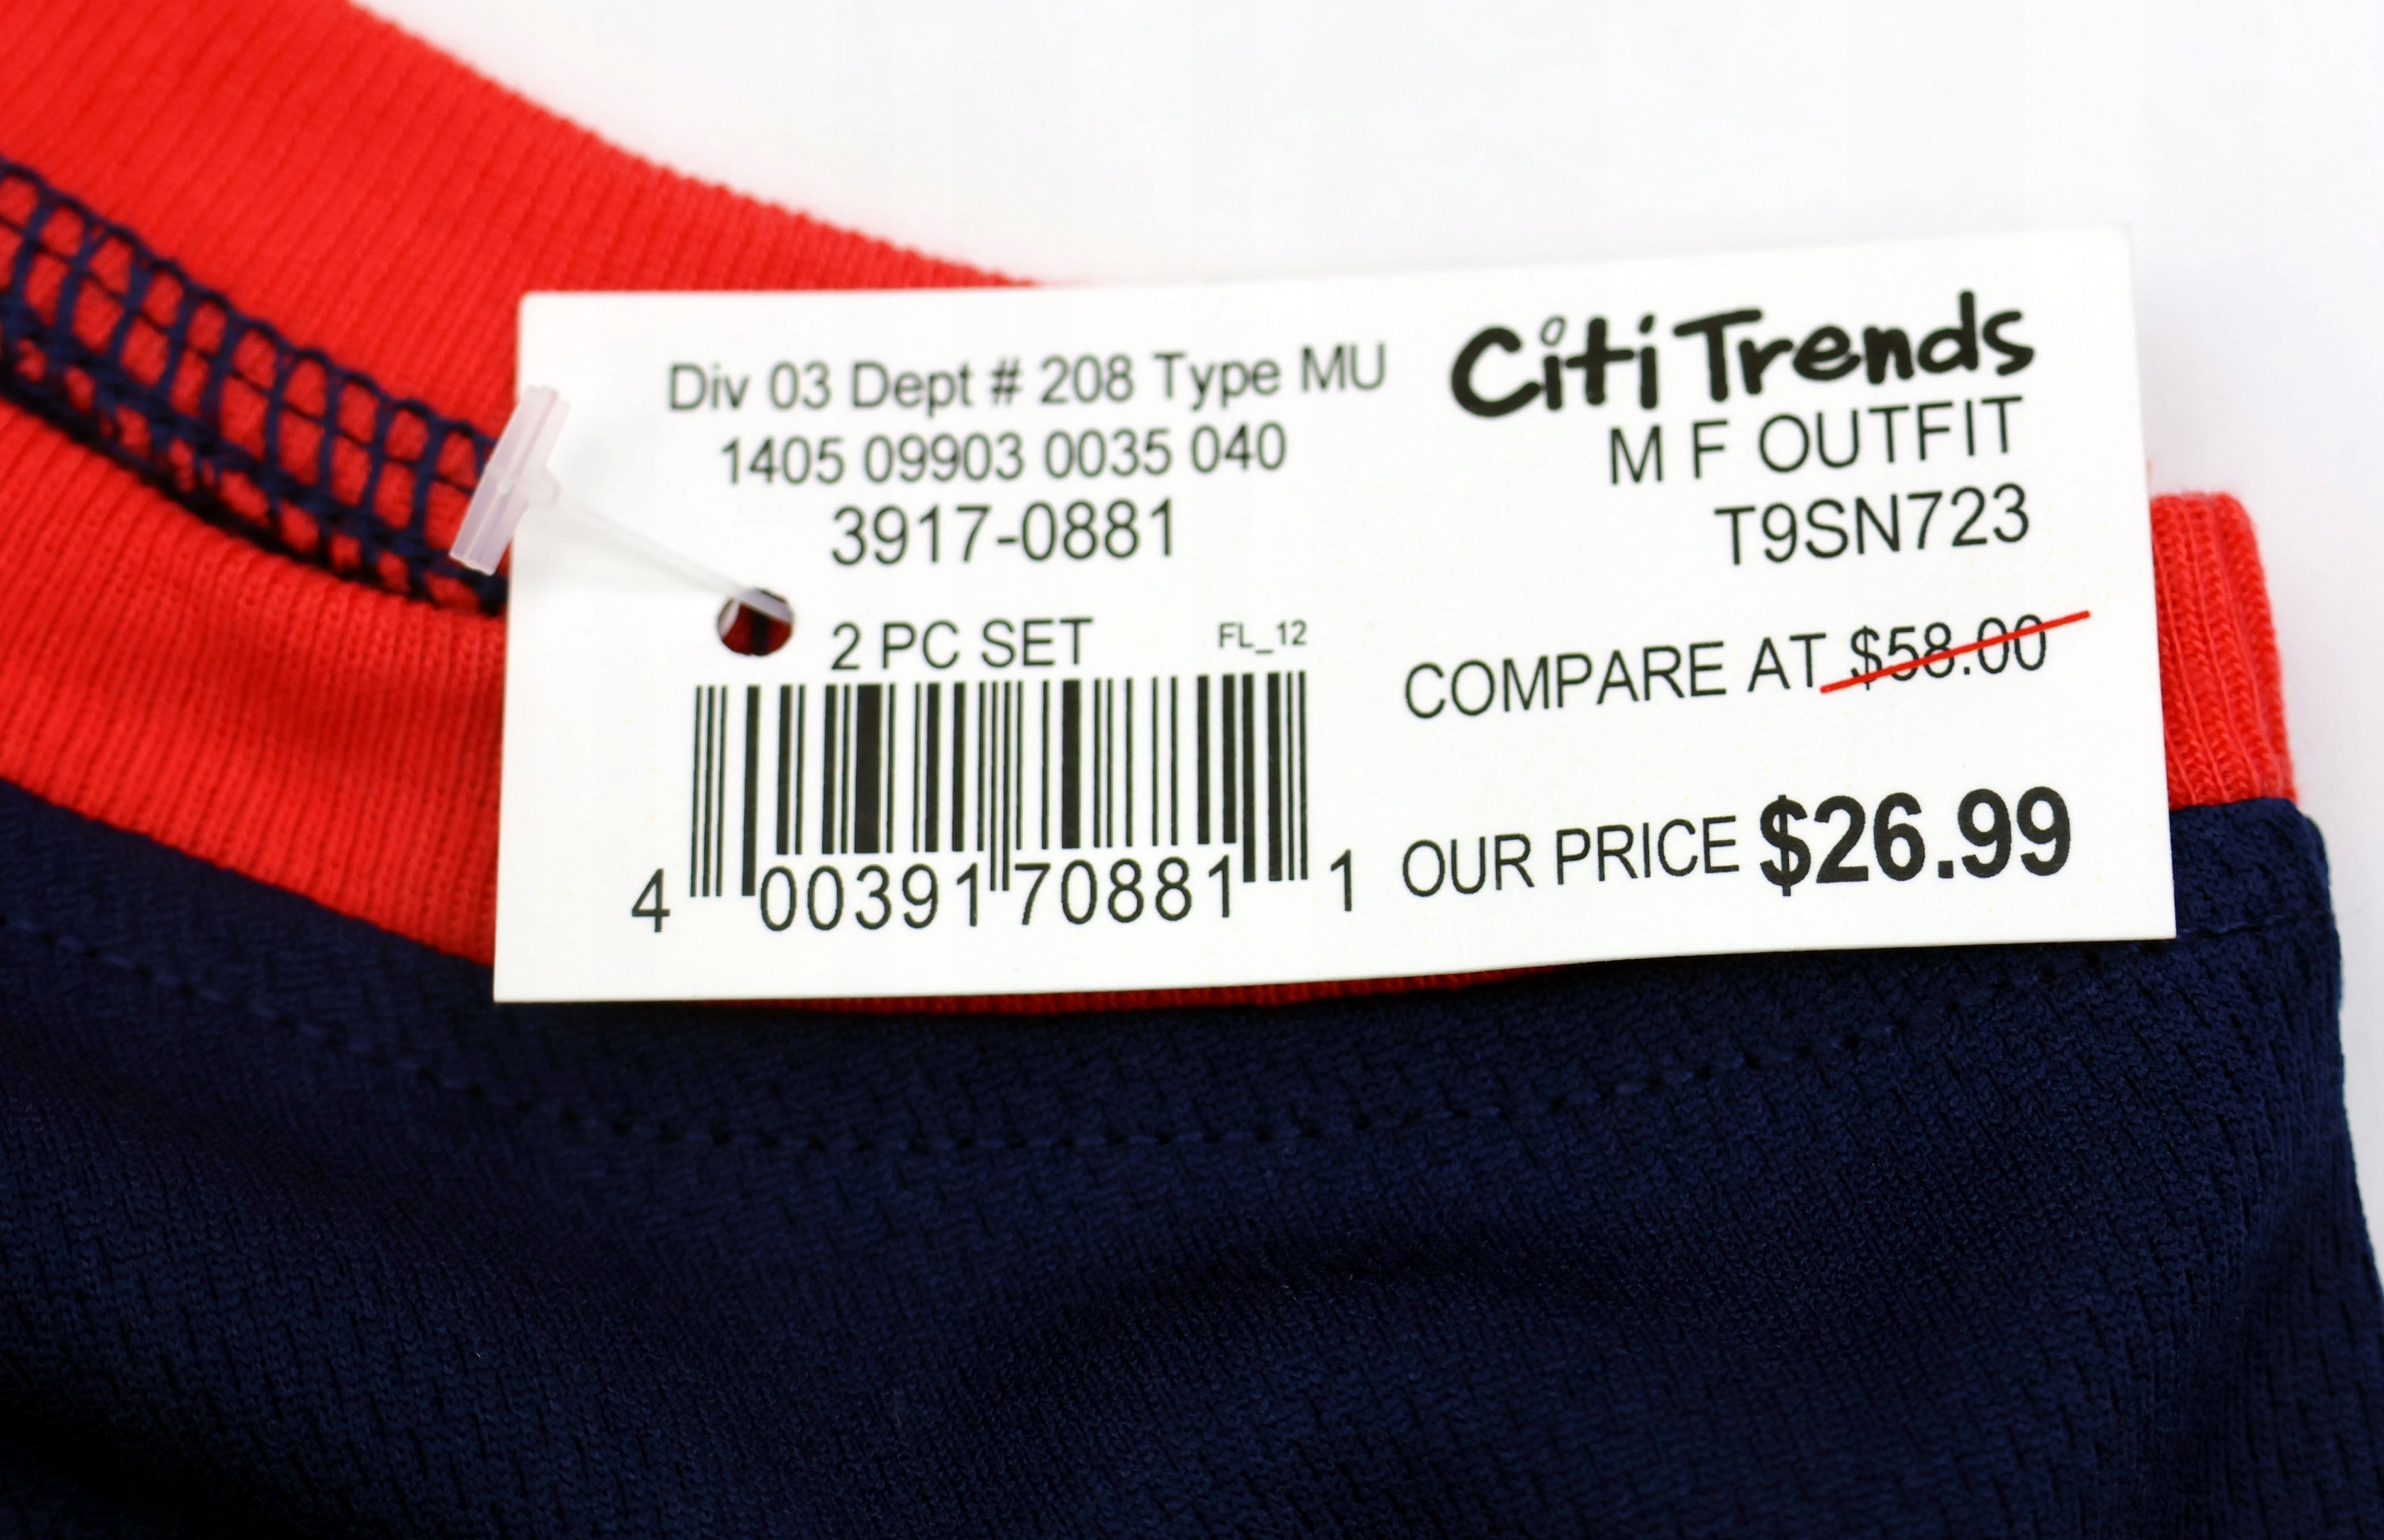 Div 03 Dept # 208 Type MU
1405 09903 0035 040
3917-0881
2 PC SET
FL_12
4 00391 70881 1
Citi Trends
M F OUTFIT
T9SN723
COMPARE AT $58.00
OUR PRICE $26.99